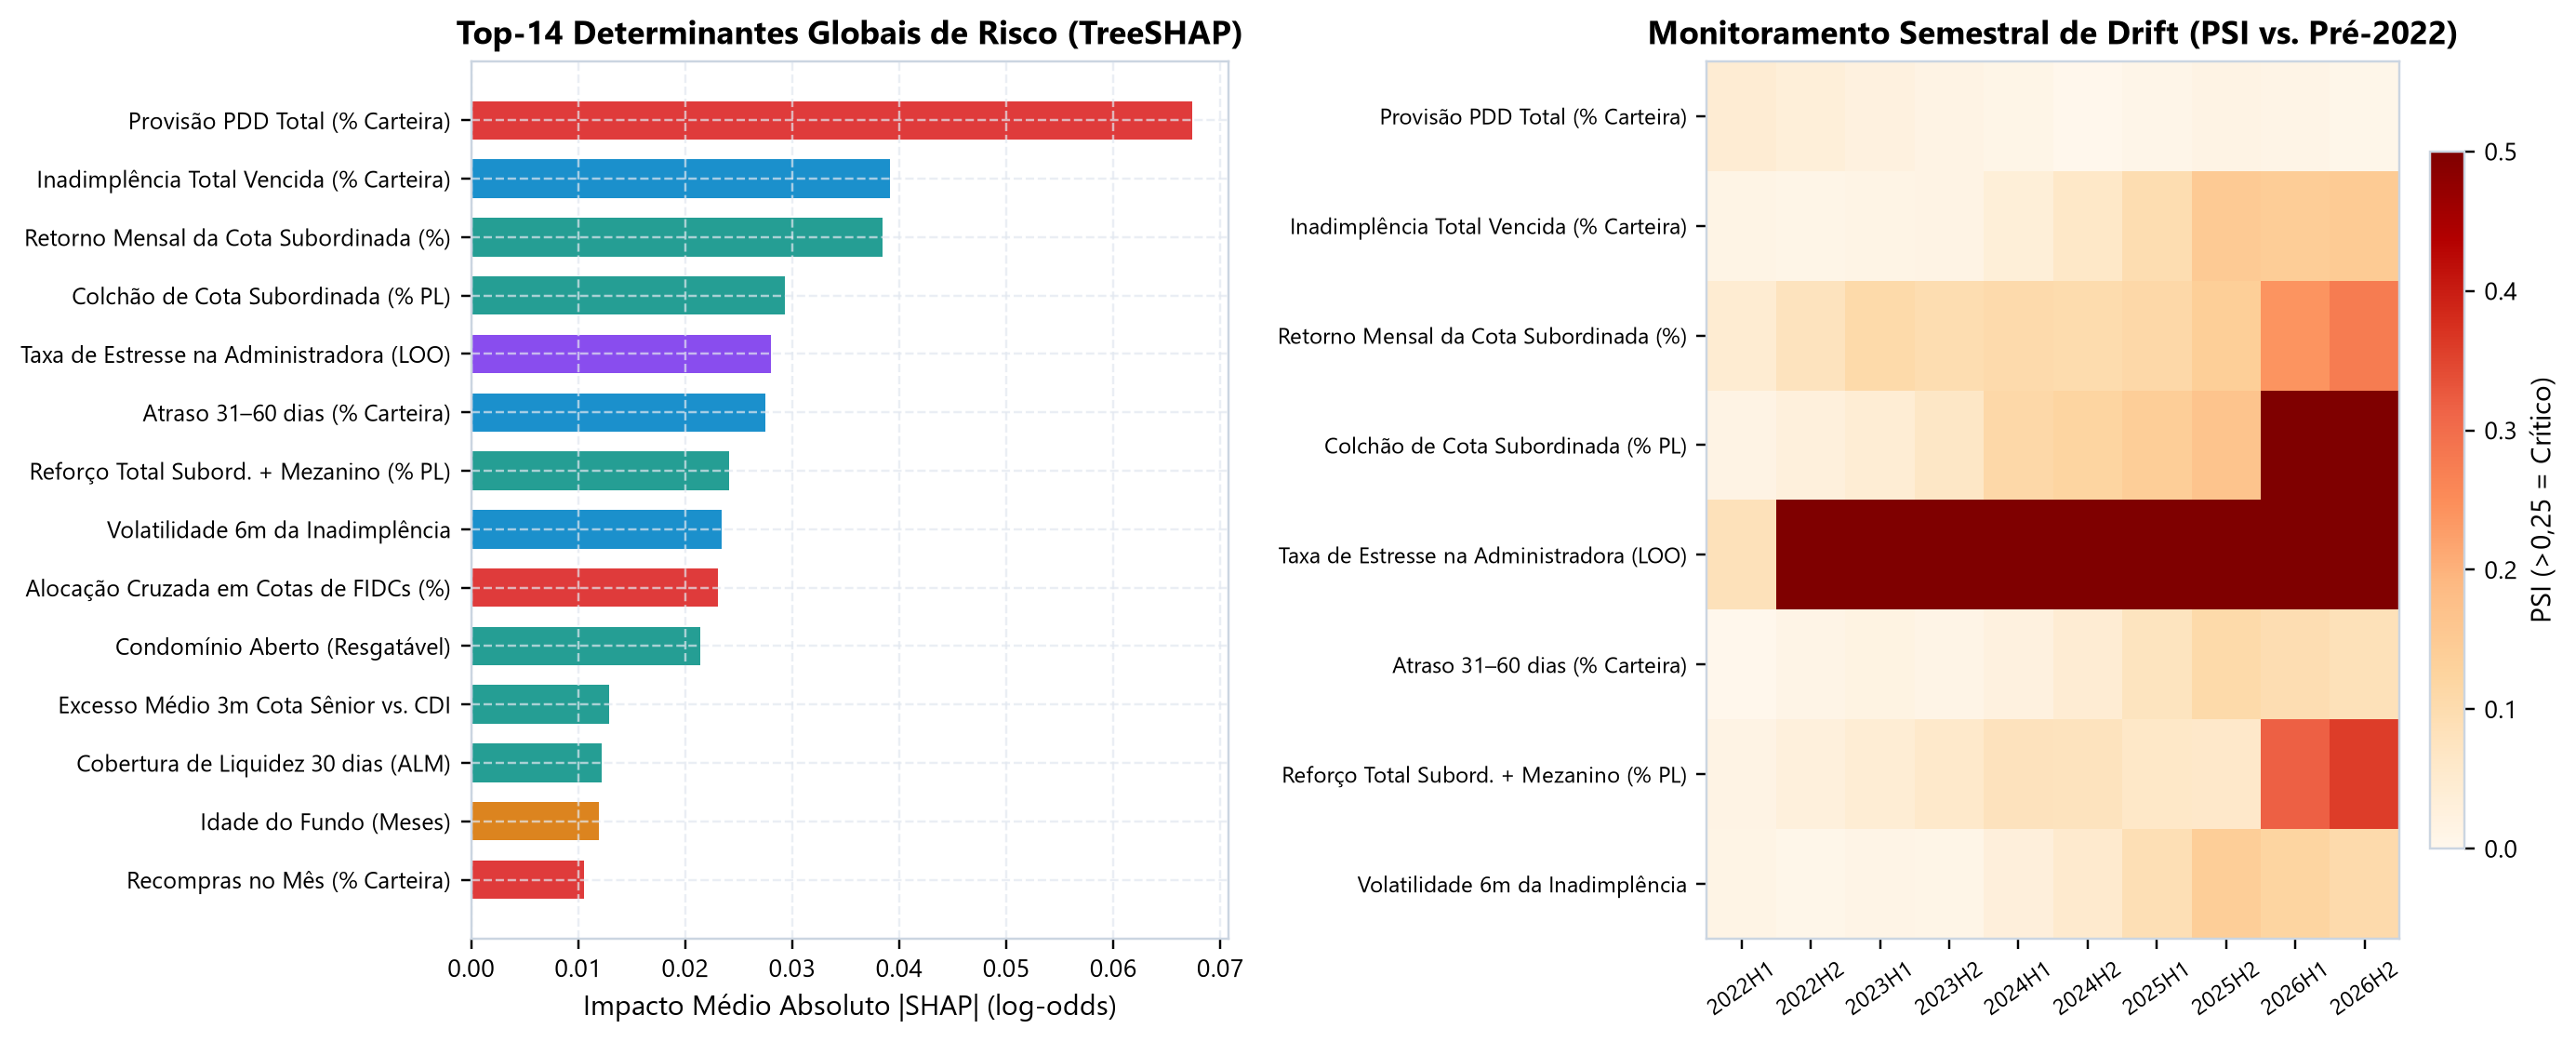 Top-14 Determinantes Globais de Risco (TreeSHAP)
Provisão PDD Total (% Carteira)
Inadimplência Total Vencida (% Carteira)
Retorno Mensal da Cota Subordinada (%)
Colchão de Cota Subordinada (% PL)
Taxa de Estresse na Administradora (LOO)
Atraso 31–60 dias (% Carteira)
Reforço Total Subord. + Mezanino (% PL)
Volatilidade 6m da Inadimplência
Alocação Cruzada em Cotas de FIDCs (%)
Condomínio Aberto (Resgatável)
Excesso Médio 3m Cota Sênior vs. CDI
Cobertura de Liquidez 30 dias (ALM)
Idade do Fundo (Meses)
Recompras no Mês (% Carteira)
0.00 0.01 0.02 0.03 0.04 0.05 0.06 0.07
Impacto Médio Absoluto |SHAP| (log-odds)
Monitoramento Semestral de Drift (PSI vs. Pré-2022)
Provisão PDD Total (% Carteira)
Inadimplência Total Vencida (% Carteira)
Retorno Mensal da Cota Subordinada (%)
Colchão de Cota Subordinada (% PL)
Taxa de Estresse na Administradora (LOO)
Atraso 31–60 dias (% Carteira)
Reforço Total Subord. + Mezanino (% PL)
Volatilidade 6m da Inadimplência
2022H1 2022H2 2023H1 2023H2 2024H1 2024H2 2025H1 2025H2 2026H1 2026H2
0.5
0.4
0.3
0.2
0.1
0.0
PSI (>0,25 = Crítico)